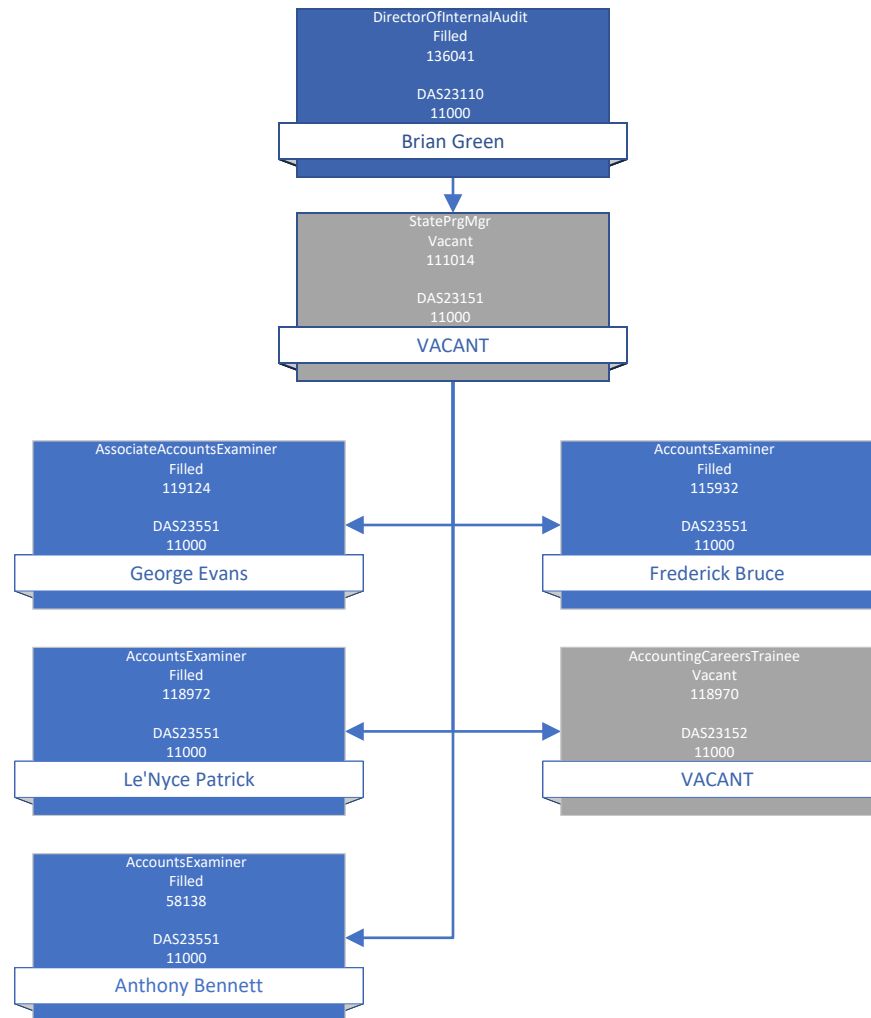 DirectorOfInternalAudit
Filled
136041
DAS23110
11000
Brian Green
StatePrgMgr
Vacant
111014
DAS23151
11000
VACANT
AssociateAccountsExaminer
Filled
119124
DAS23551
11000
George Evans
AccountsExaminer
Filled
115932
DAS23551
11000
Frederick Bruce
AccountsExaminer
Filled
118972
DAS23551
11000
Le'Nyce Patrick
AccountingCareersTrainee
Vacant
118970
DAS23152
11000
VACANT
AccountsExaminer
Filled
58138
DAS23551
11000
Anthony Bennett